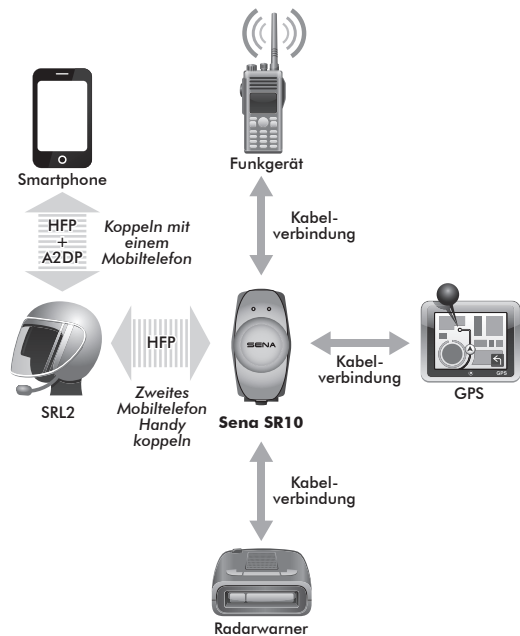 Smartphone
Funkgerät
HFP
+
A2DP
Koppeln mit
einem
Mobiltelefon
Kabel-
verbindung
SRL2
HFP
Zweites
Mobiltelefon
Handy
koppeln
SENA
Sena SR10
Kabel-
verbindung
GPS
GPS
Kabel-
verbindung
Radarwarner